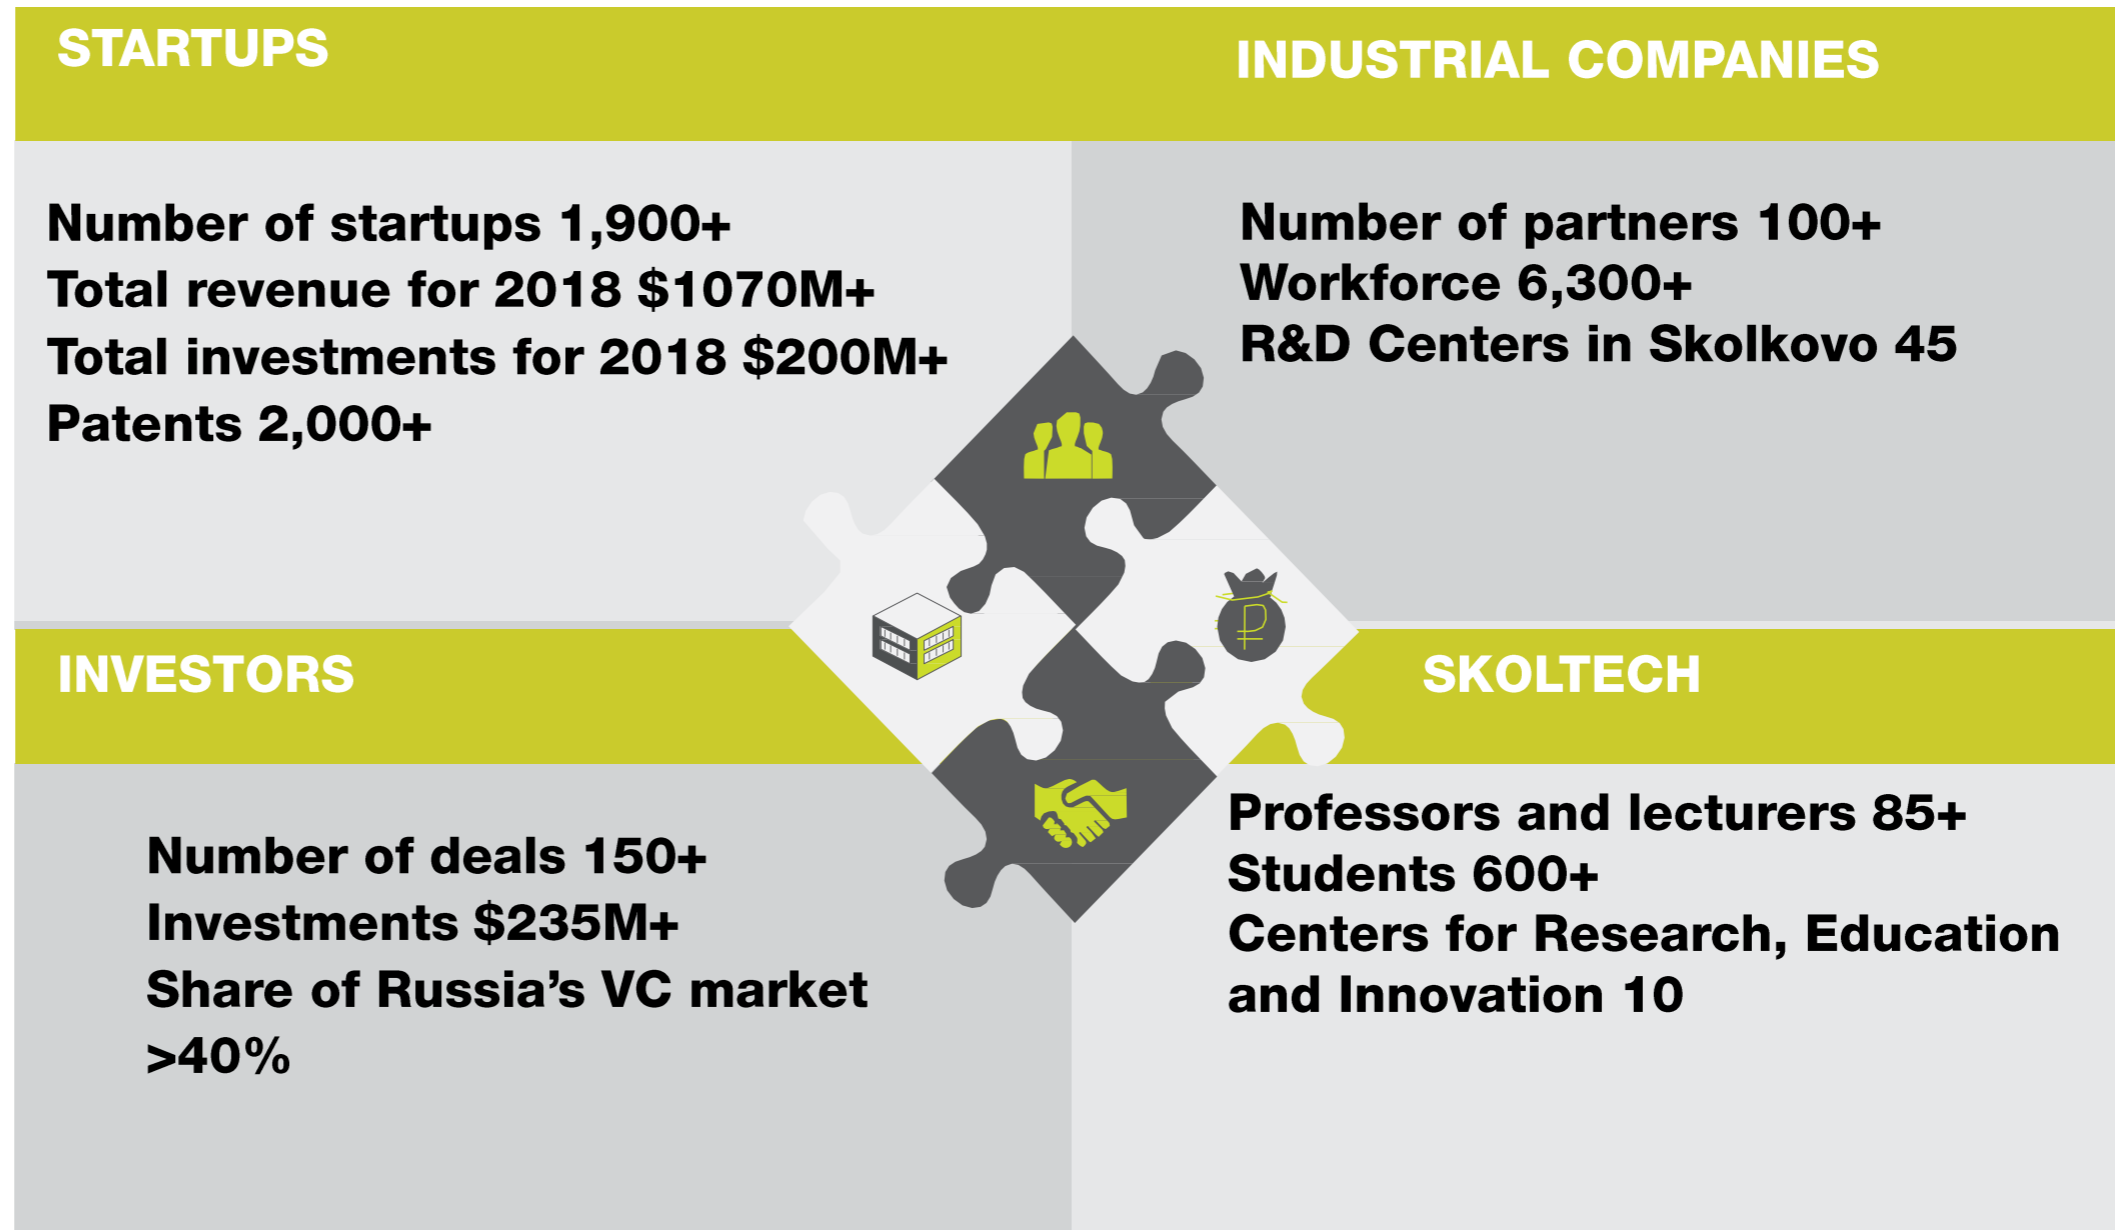 STARTUPS
Number of startups 1,900+
Total revenue for 2018 $1070M+
Total investments for 2018 $200M+
Patents 2,000+
INDUSTRIAL COMPANIES
Number of partners 100+
Workforce 6,300+
R&D Centers in Skolkovo 45
INVESTORS
Number of deals 150+
Investments $235M+
Share of Russia’s VC market
>40%
SKOLTECH
Professors and lecturers 85+
Students 600+
Centers for Research, Education
and Innovation 10